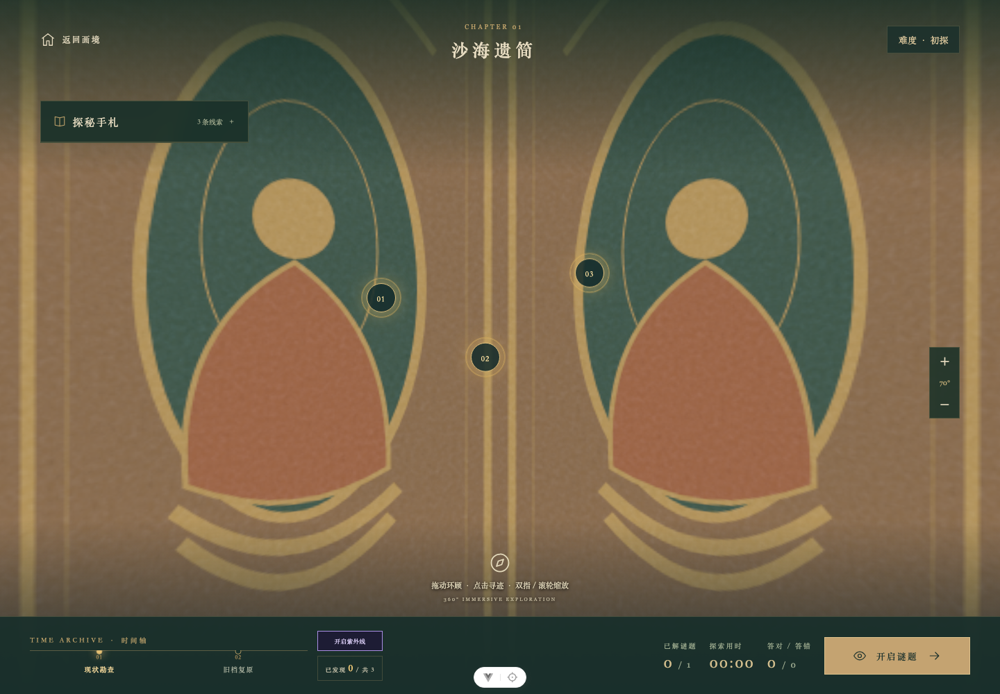 返回画境
CHAPTER 01
沙海遗简
难度 · 初探
探秘手札
3 条线索 +
01
03
02
+
70°
−
拖动环顾 · 点击寻迹 · 双指 / 滚轮缩放
360° IMMERSIVE EXPLORATION
TIME ARCHIVE · 时间轴
01
现状勘查
02
旧档复原
开启紫外线
已发现 0 / 共 3
已解谜题
0 / 1
探索用时
00:00
答对 / 答错
0 / 0
开启谜题